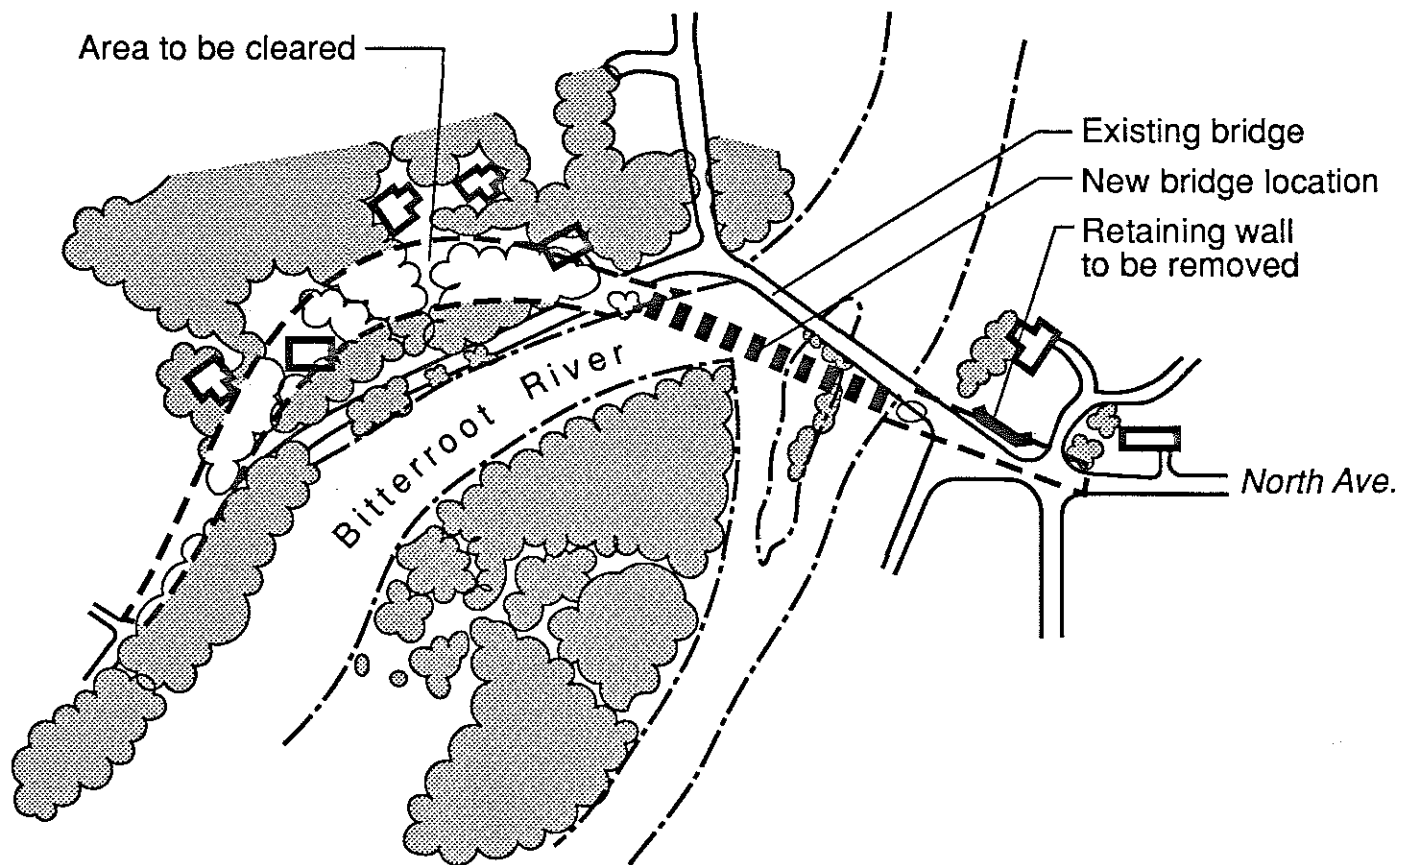 Area to be cleared
Existing bridge
New bridge location
Retaining wall
to be removed
Bitterroot River
North Ave.